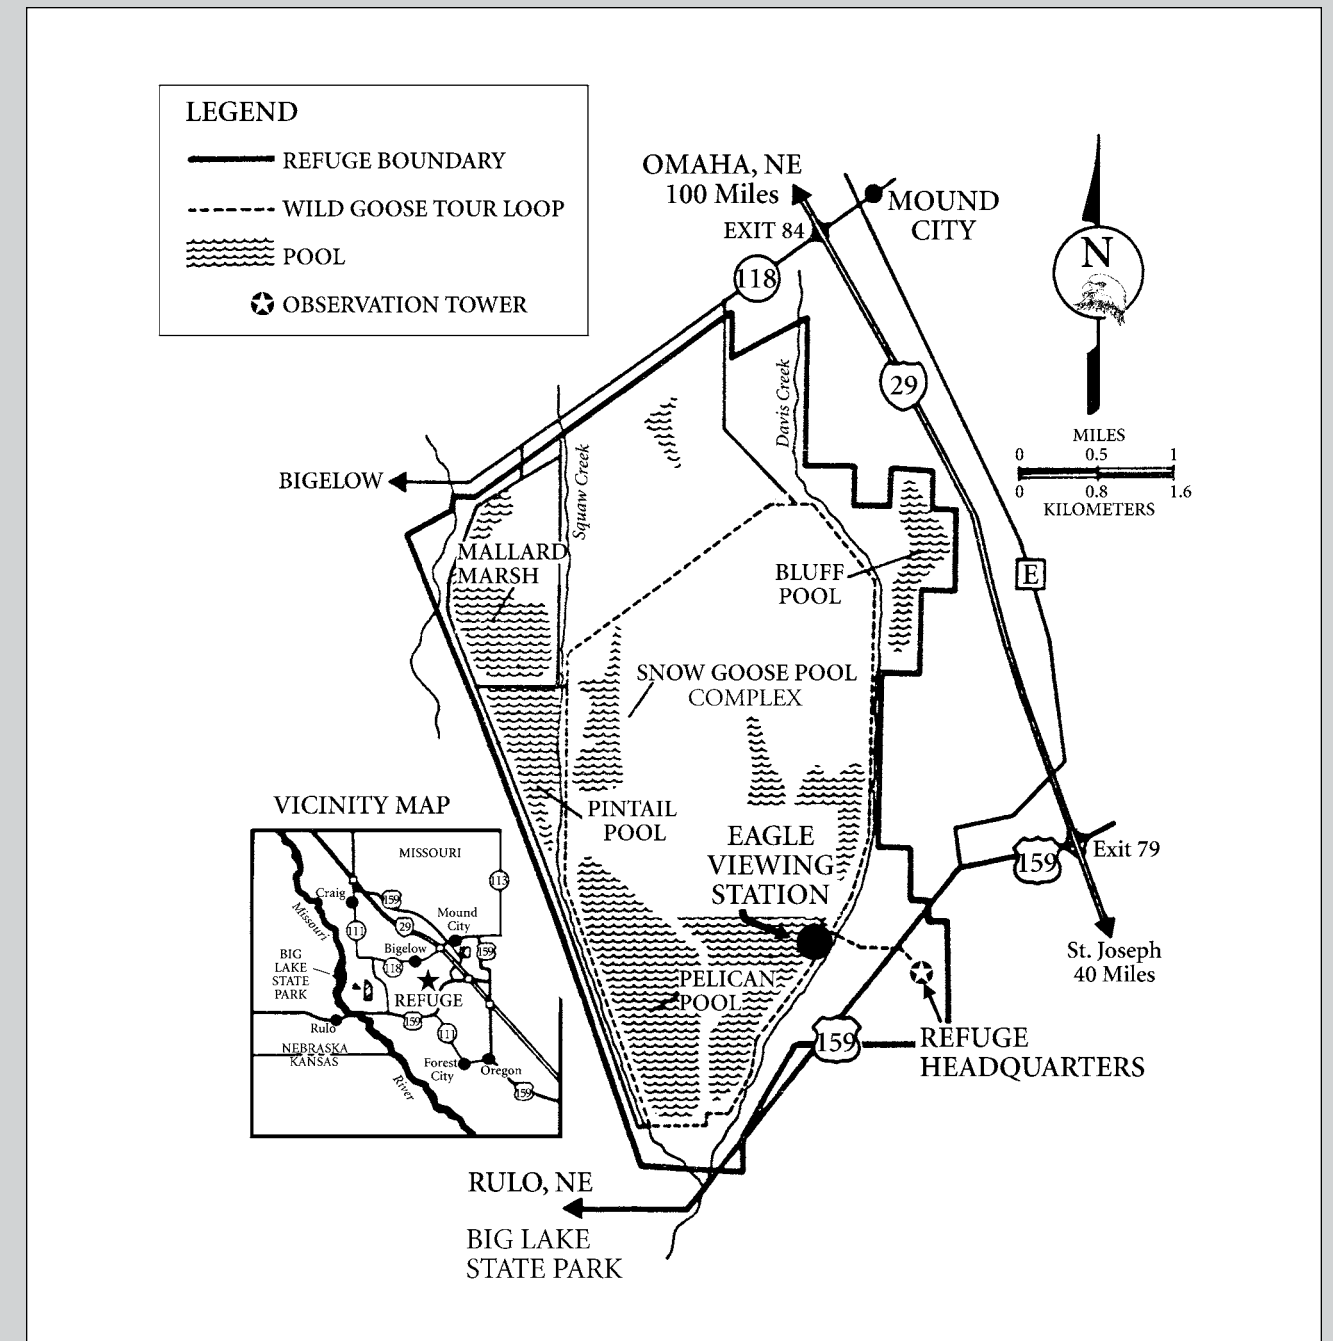 LEGEND
REFUGE BOUNDARY
WILD GOOSE TOUR LOOP
POOL
OBSERVATION TOWER
OMAHA, NE
100 Miles
MOUND
CITY
EXIT 84
118
N
29
Davis Creek
MILES
0 0.5 1
0 0.8 1.6
KILOMETERS
BIGELOW
Squaw Creek
MALLARD
MARSH
BLUFF
POOL
E
SNOW GOOSE POOL
COMPLEX
PINTAIL
POOL
EAGLE
VIEWING
STATION
159
Exit 79
St. Joseph
40 Miles
PELICAN
POOL
159
REFUGE
HEADQUARTERS
RULO, NE
BIG LAKE
STATE PARK
VICINITY MAP
MISSOURI
113
Craig
159
Missouri
111
29
Mound
City
Bigelow
159
118
BIG
LAKE
STATE
PARK
REFUGE
Rulo
159
111
NEBRASKA
KANSAS
Forest
City
Oregon
River
159